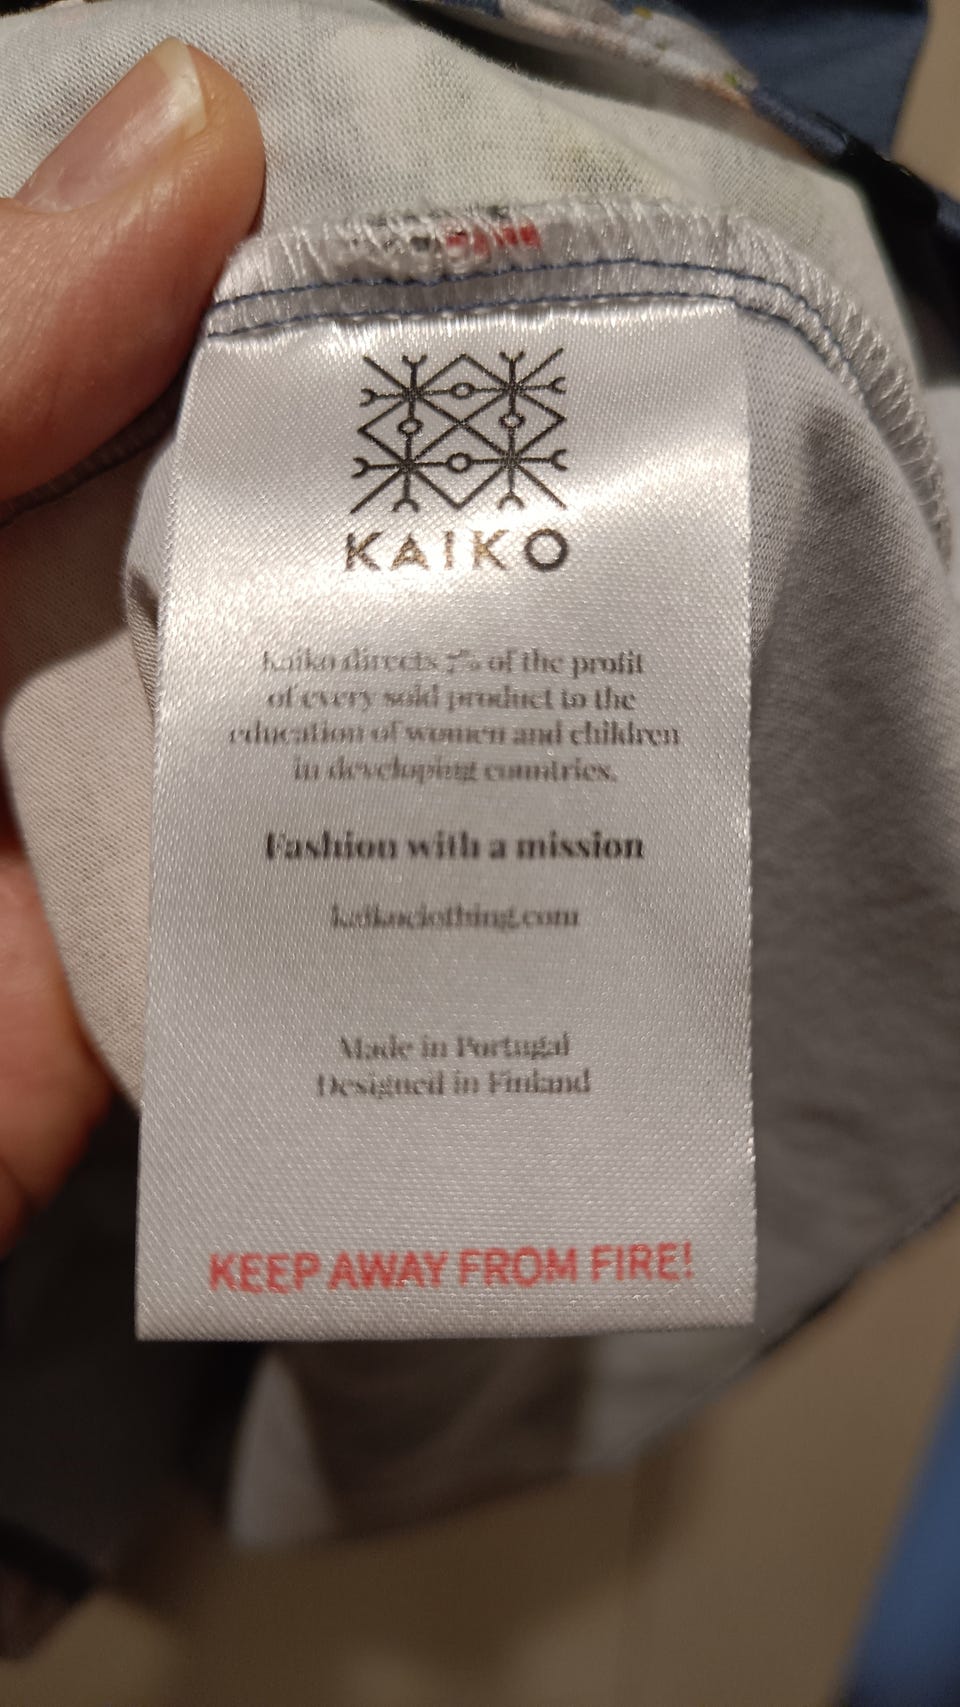 KAIKO
Kaiko directs 7% of the profit
of every sold product to the
education of women and children
in developing countries.
Fashion with a mission
kaikoclothing.com
Made in Portugal
Designed in Finland
KEEP AWAY FROM FIRE!